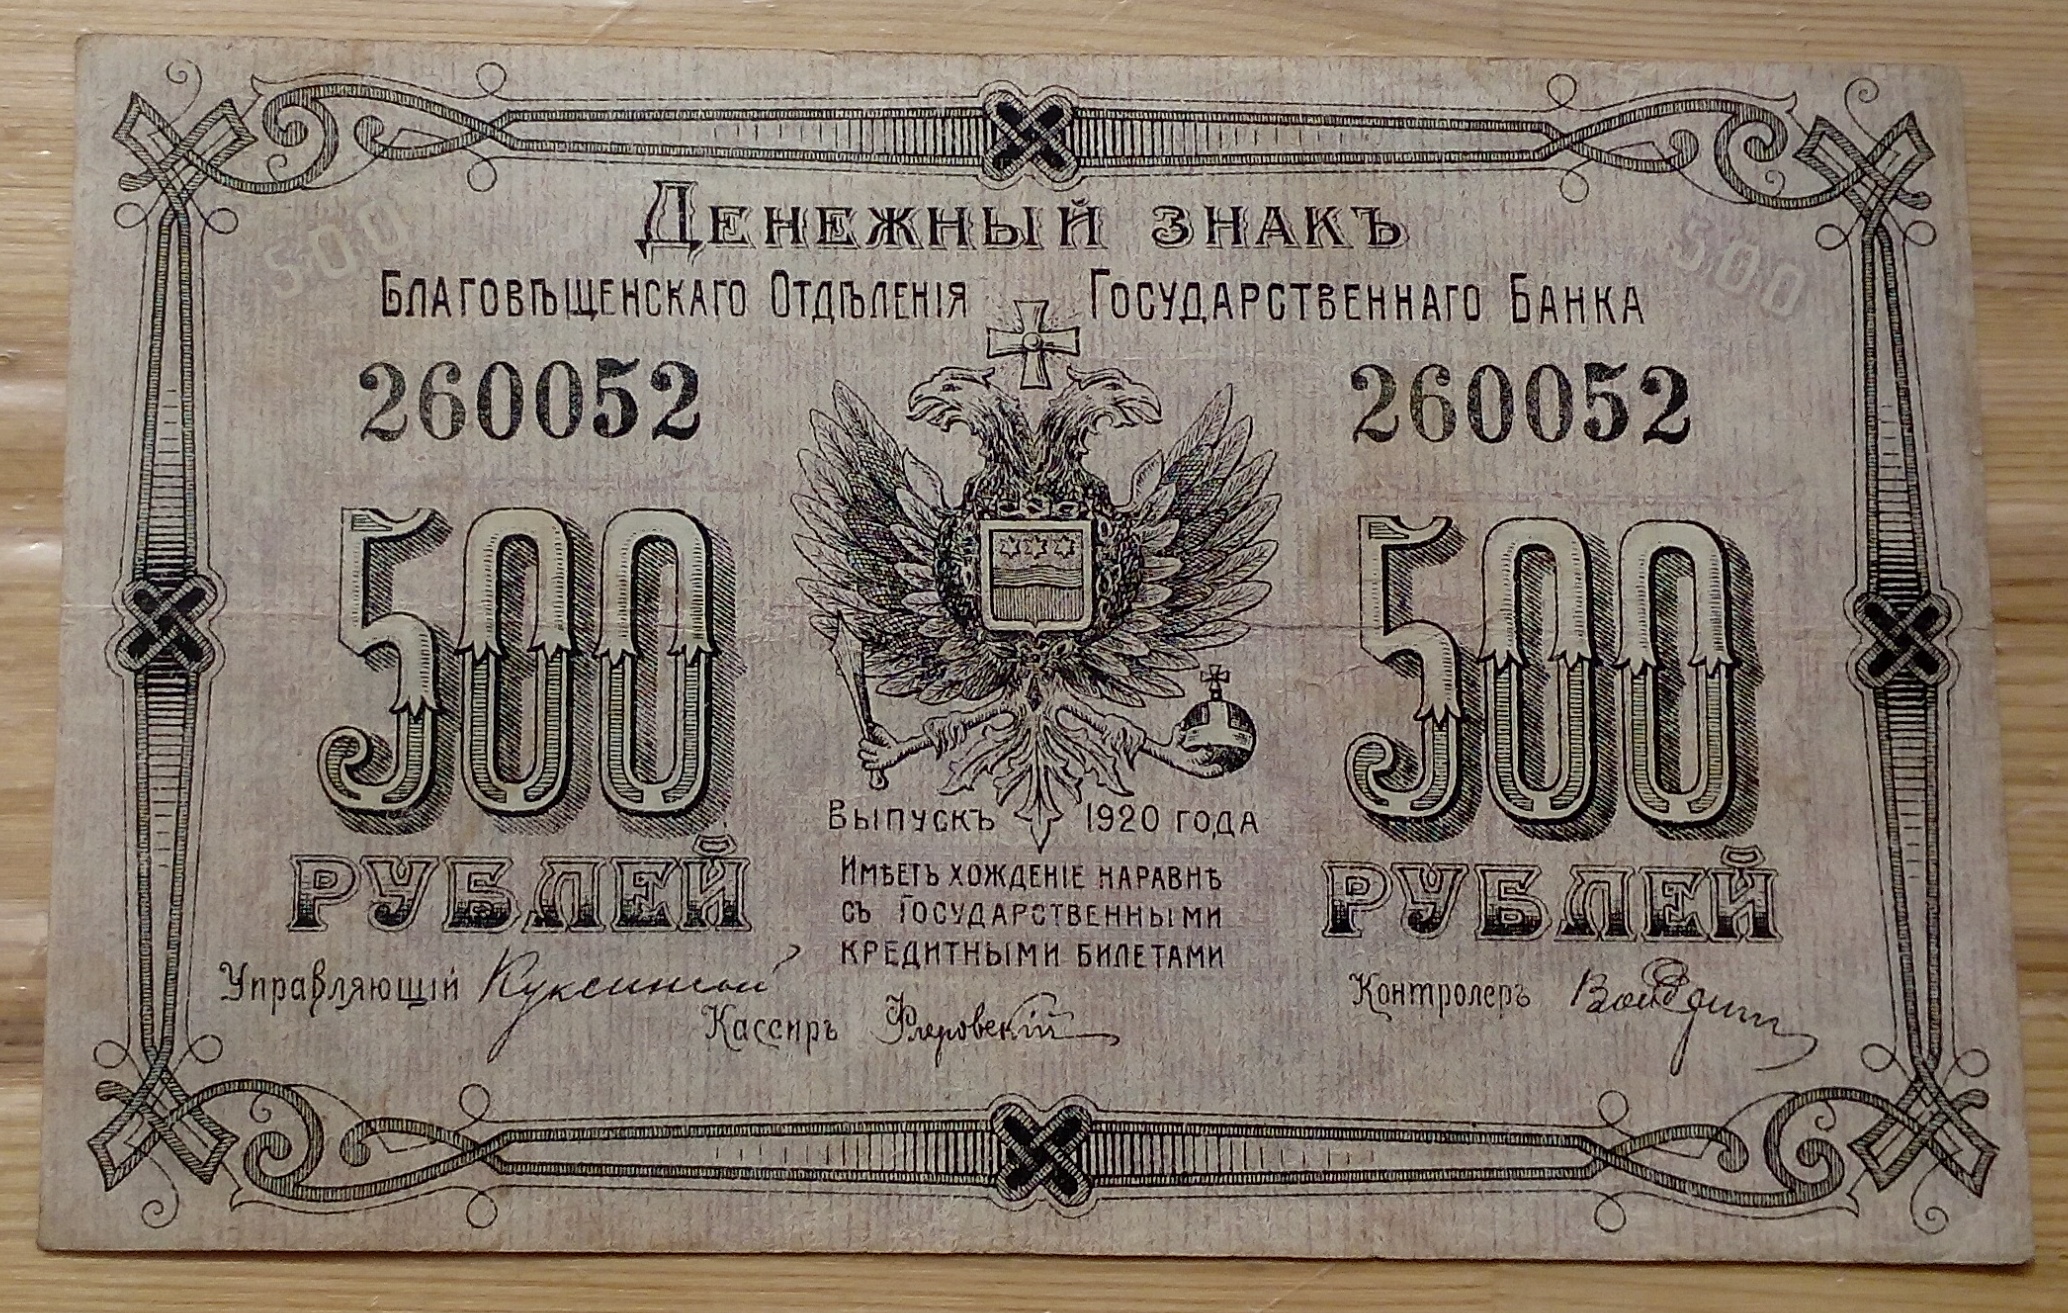 500 500
Денежный знакъ
Благовѣщенскаго Отдѣленія Государственнаго Банка
260052 260052
500 500
Выпускъ 1920 года
рублей рублей
Имѣетъ хожденіе наравнѣ
съ государственными
кредитными билетами
Управляющій
Контролеръ
Кассиръ Флеровскій